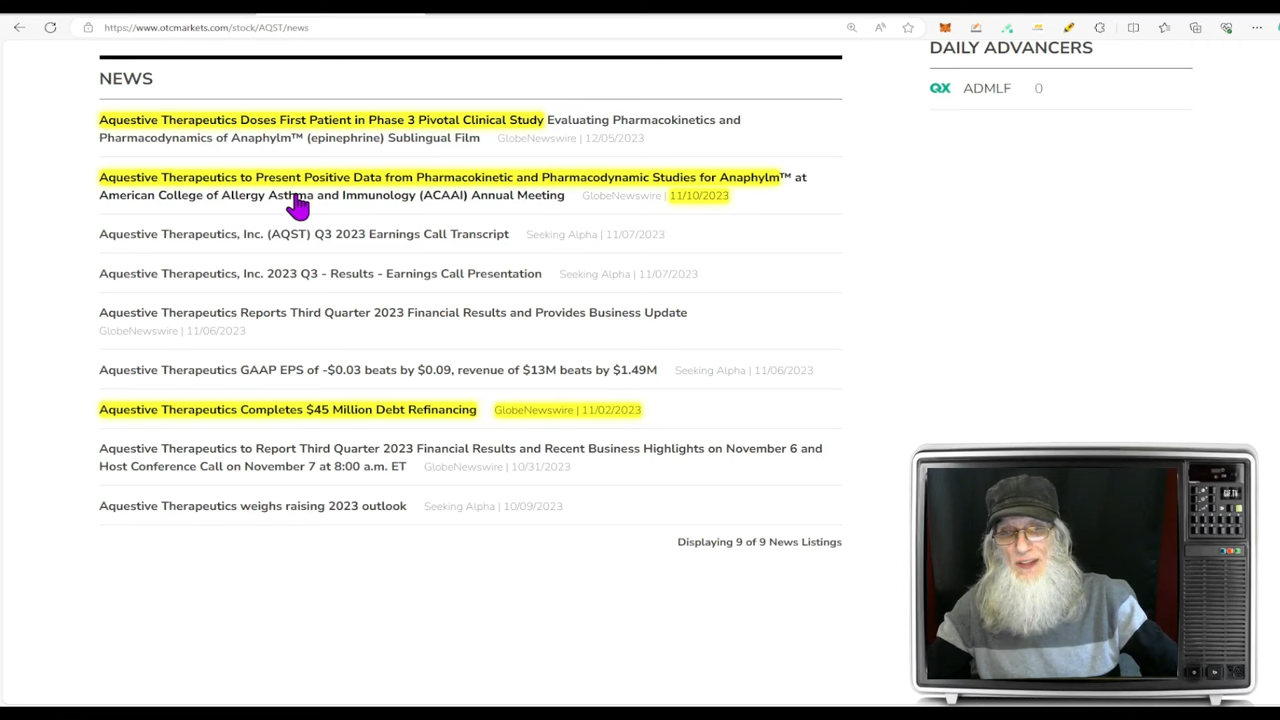 https://www.otcmarkets.com/stock/AQST/news
NEWS
Aquestive Therapeutics Doses First Patient in Phase 3 Pivotal Clinical Study Evaluating Pharmacokinetics and
Pharmacodynamics of Anaphylm™ (epinephrine) Sublingual Film GlobeNewswire | 12/05/2023
Aquestive Therapeutics to Present Positive Data from Pharmacokinetic and Pharmacodynamic Studies for Anaphylm™ at
American College of Allergy Asthma and Immunology (ACAAI) Annual Meeting GlobeNewswire | 11/10/2023
Aquestive Therapeutics, Inc. (AQST) Q3 2023 Earnings Call Transcript Seeking Alpha | 11/07/2023
Aquestive Therapeutics, Inc. 2023 Q3 - Results - Earnings Call Presentation Seeking Alpha | 11/07/2023
Aquestive Therapeutics Reports Third Quarter 2023 Financial Results and Provides Business Update
GlobeNewswire | 11/06/2023
Aquestive Therapeutics GAAP EPS of -$0.03 beats by $0.09, revenue of $13M beats by $1.49M Seeking Alpha | 11/06/2023
Aquestive Therapeutics Completes $45 Million Debt Refinancing GlobeNewswire | 11/02/2023
Aquestive Therapeutics to Report Third Quarter 2023 Financial Results and Recent Business Highlights on November 6 and
Host Conference Call on November 7 at 8:00 a.m. ET GlobeNewswire | 10/31/2023
Aquestive Therapeutics weighs raising 2023 outlook Seeking Alpha | 10/09/2023
Displaying 9 of 9 News Listings
DAILY ADVANCERS
QX ADMLF 0
GIF.TV